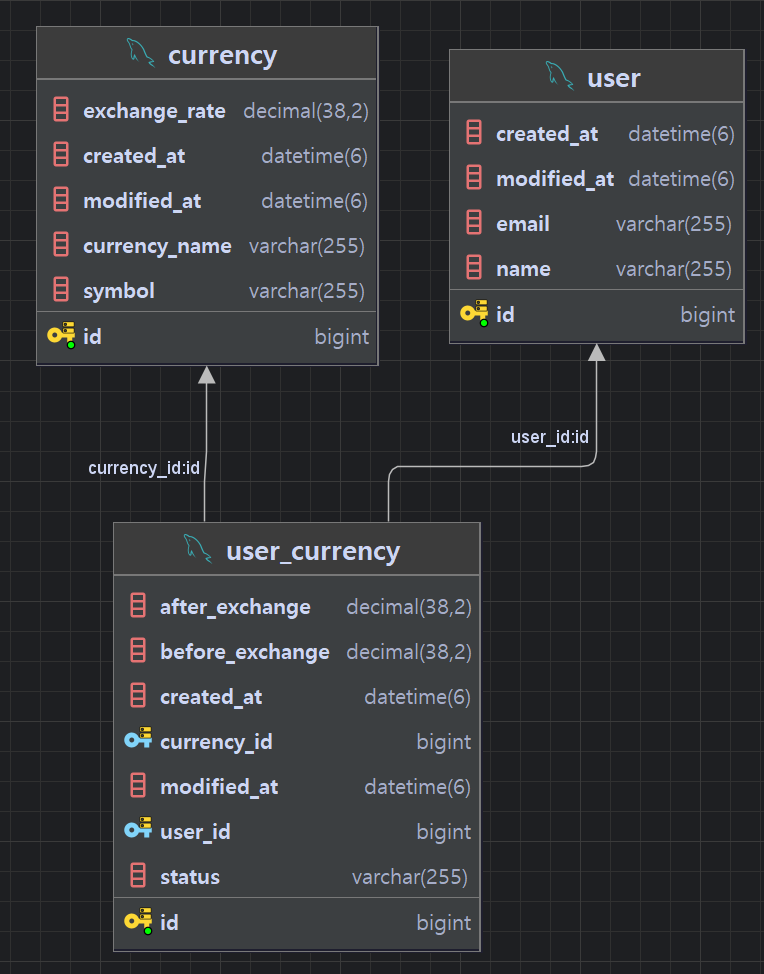 currency
exchange_rate decimal(38,2)
created_at datetime(6)
modified_at datetime(6)
currency_name varchar(255)
symbol varchar(255)
id bigint
user
created_at datetime(6)
modified_at datetime(6)
email varchar(255)
name varchar(255)
id bigint
user_id:id
currency_id:id
user_currency
after_exchange decimal(38,2)
before_exchange decimal(38,2)
created_at datetime(6)
currency_id bigint
modified_at datetime(6)
user_id bigint
status varchar(255)
id bigint